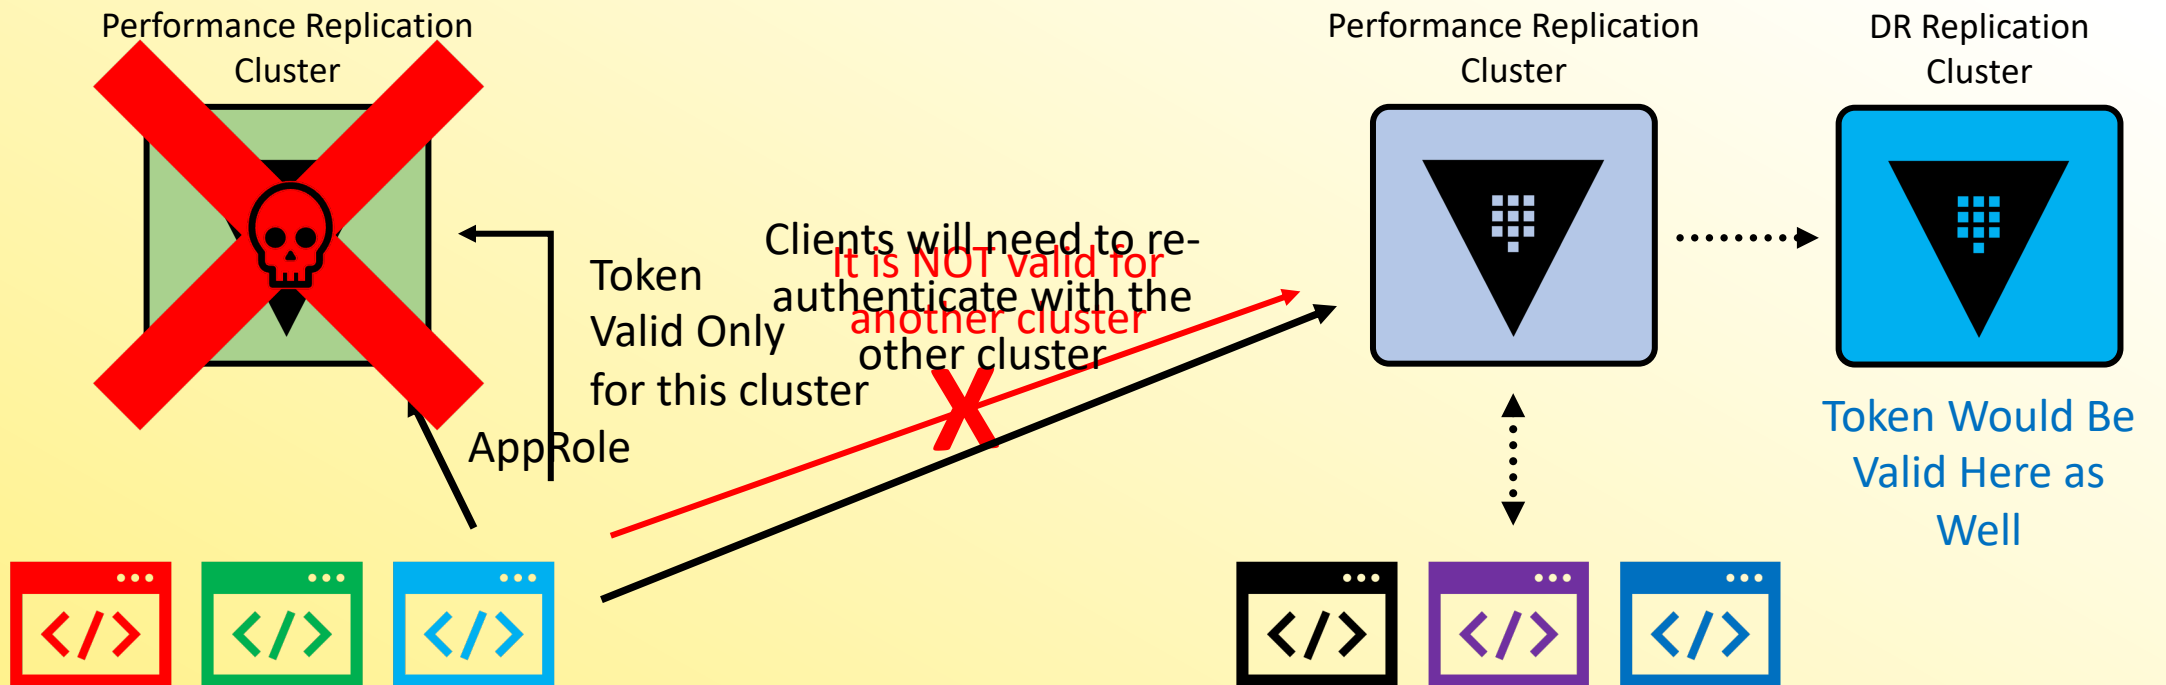 Performance Replication
Cluster
Performance Replication
Cluster
DR Replication
Cluster
Token
Valid Only
for this cluster
AppRole
Clients will need to re-
authenticate with the
other cluster
It is NOT valid for
another cluster
X
Token Would Be
Valid Here as
Well